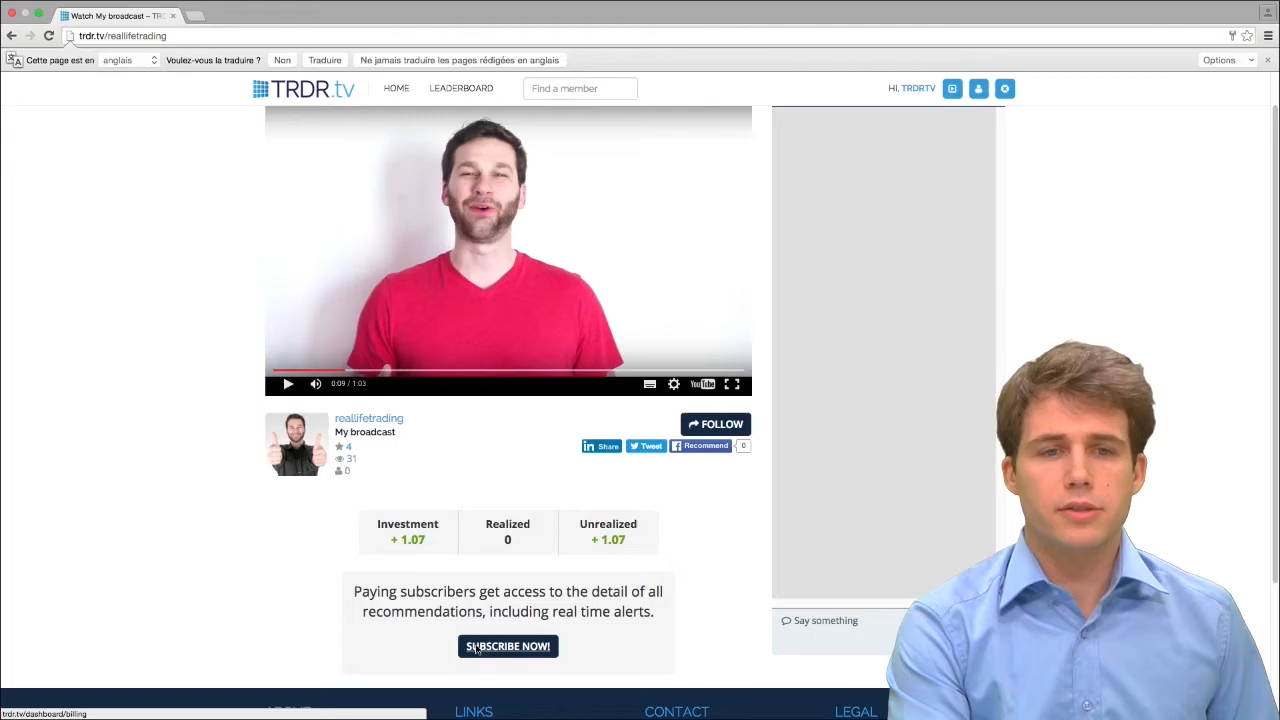 Watch My broadcast – TRD
trdr.tv/reallifetrading
Cette page est en anglais Voulez-vous la traduire ? Non Traduire Ne jamais traduire les pages rédigées en anglais Options
TRDR.tv HOME LEADERBOARD Find a member HI, TRDRTV
0:09 / 1:03 YouTube
reallifetrading
My broadcast
4
31
0
FOLLOW
Share Tweet Recommend 0
Investment Realized Unrealized
+ 1.07 0 + 1.07
Paying subscribers get access to the detail of all
recommendations, including real time alerts.
SUBSCRIBE NOW!
Say something
trdr.tv/dashboard/billing
LINKS CONTACT LEGAL